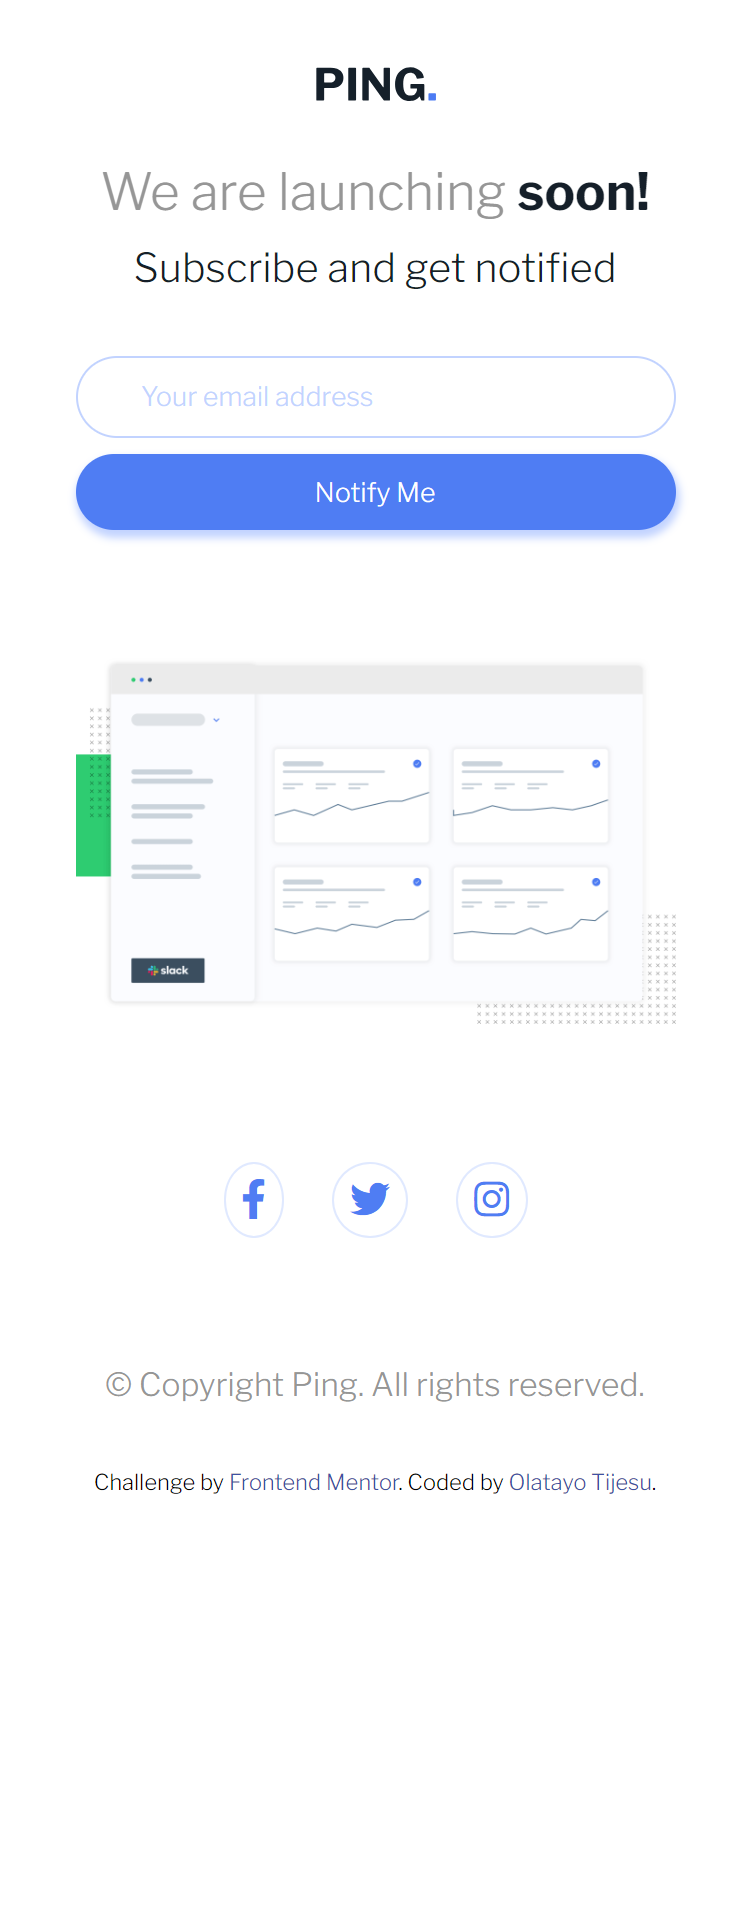 PING.
We are launching soon!
Subscribe and get notified
Your email address
Notify Me
slack
© Copyright Ping. All rights reserved.
Challenge by Frontend Mentor. Coded by Olatayo Tijesu.